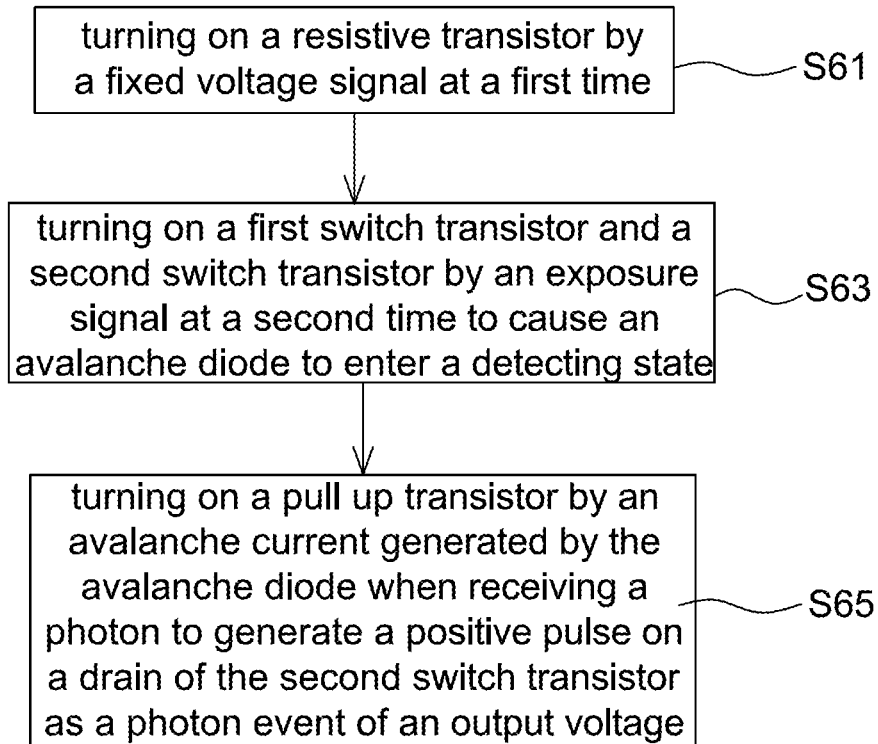 turning on a resistive transistor by
a fixed voltage signal at a first time
S61
turning on a first switch transistor and a
second switch transistor by an exposure
signal at a second time to cause an
avalanche diode to enter a detecting state
S63
turning on a pull up transistor by an
avalanche current generated by the
avalanche diode when receiving a
photon to generate a positive pulse on
a drain of the second switch transistor
as a photon event of an output voltage
S65